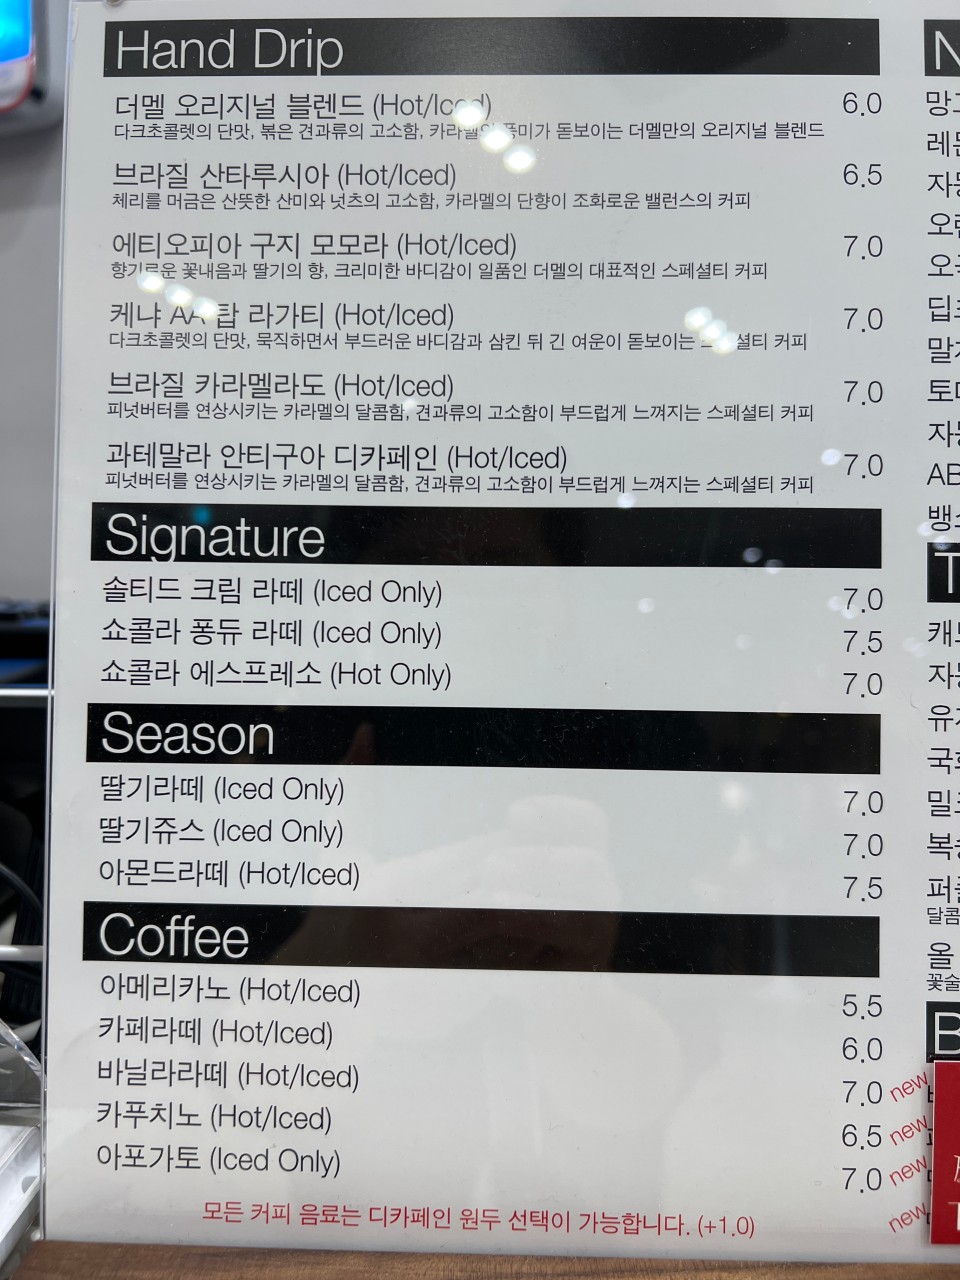 Hand Drip
더멜 오리지널 블렌드 (Hot/Iced) 6.0
다크초콜렛의 단맛, 볶은 견과류의 고소함, 카라멜의 풍미가 돋보이는 더멜만의 오리지널 블렌드
브라질 산타루시아 (Hot/Iced) 6.5
체리를 머금은 산뜻한 산미와 넛츠의 고소함, 카라멜의 단향이 조화로운 밸런스의 커피
에티오피아 구지 모모라 (Hot/Iced) 7.0
향기로운 꽃내음과 딸기의 향, 크리미한 바디감이 일품인 더멜의 대표적인 스페셜티 커피
케냐 AA 탑 라가티 (Hot/Iced) 7.0
다크초콜렛의 단맛, 묵직하면서 부드러운 바디감과 삼킨 뒤 긴 여운이 돋보이는 스페셜티 커피
브라질 카라멜라도 (Hot/Iced) 7.0
피넛버터를 연상시키는 카라멜의 달콤함, 견과류의 고소함이 부드럽게 느껴지는 스페셜티 커피
과테말라 안티구아 디카페인 (Hot/Iced) 7.0
피넛버터를 연상시키는 카라멜의 달콤함, 견과류의 고소함이 부드럽게 느껴지는 스페셜티 커피
Signature
솔티드 크림 라떼 (Iced Only) 7.0
쇼콜라 퐁듀 라떼 (Iced Only) 7.5
쇼콜라 에스프레소 (Hot Only) 7.0
Season
딸기라떼 (Iced Only) 7.0
딸기쥬스 (Iced Only) 7.0
아몬드라떼 (Hot/Iced) 7.5
Coffee
아메리카노 (Hot/Iced) 5.5
카페라떼 (Hot/Iced) 6.0
바닐라라떼 (Hot/Iced) 7.0
카푸치노 (Hot/Iced) 6.5
아포가토 (Iced Only) 7.0
모든 커피 음료는 디카페인 원두 선택이 가능합니다. (+1.0)
오렌
토마
달콤
올
꽃술
new
new
new
new